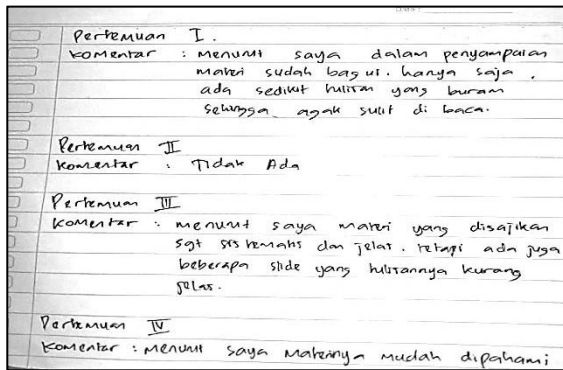 Pertemuan I.
Komentar : menurut saya dalam penyampaian
materi sudah bagus. hanya saja,
ada sedikit tulisan yang buram
sehingga agak sulit di baca.
Pertemuan II
Komentar : Tidak Ada
Pertemuan III
Komentar : menurut saya materi yang disajikan
sgt sistematis dan jelas. tetapi ada juga
beberapa slide yang tulisannya kurang
jelas.
Pertemuan IV
Komentar : menurut saya materinya mudah dipahami